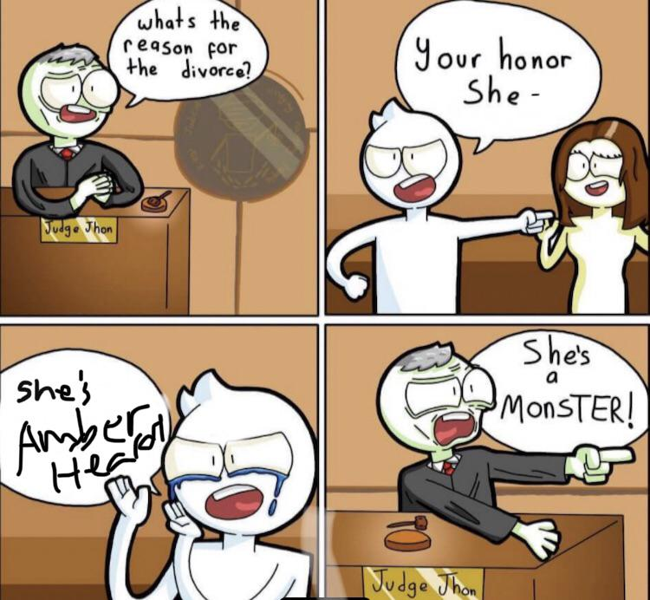 whats the
reason for
the divorce?
Judge Jhon
Your honor
She -
she's
Amber
Heard
She's
a
MONSTER!
Judge Jhon